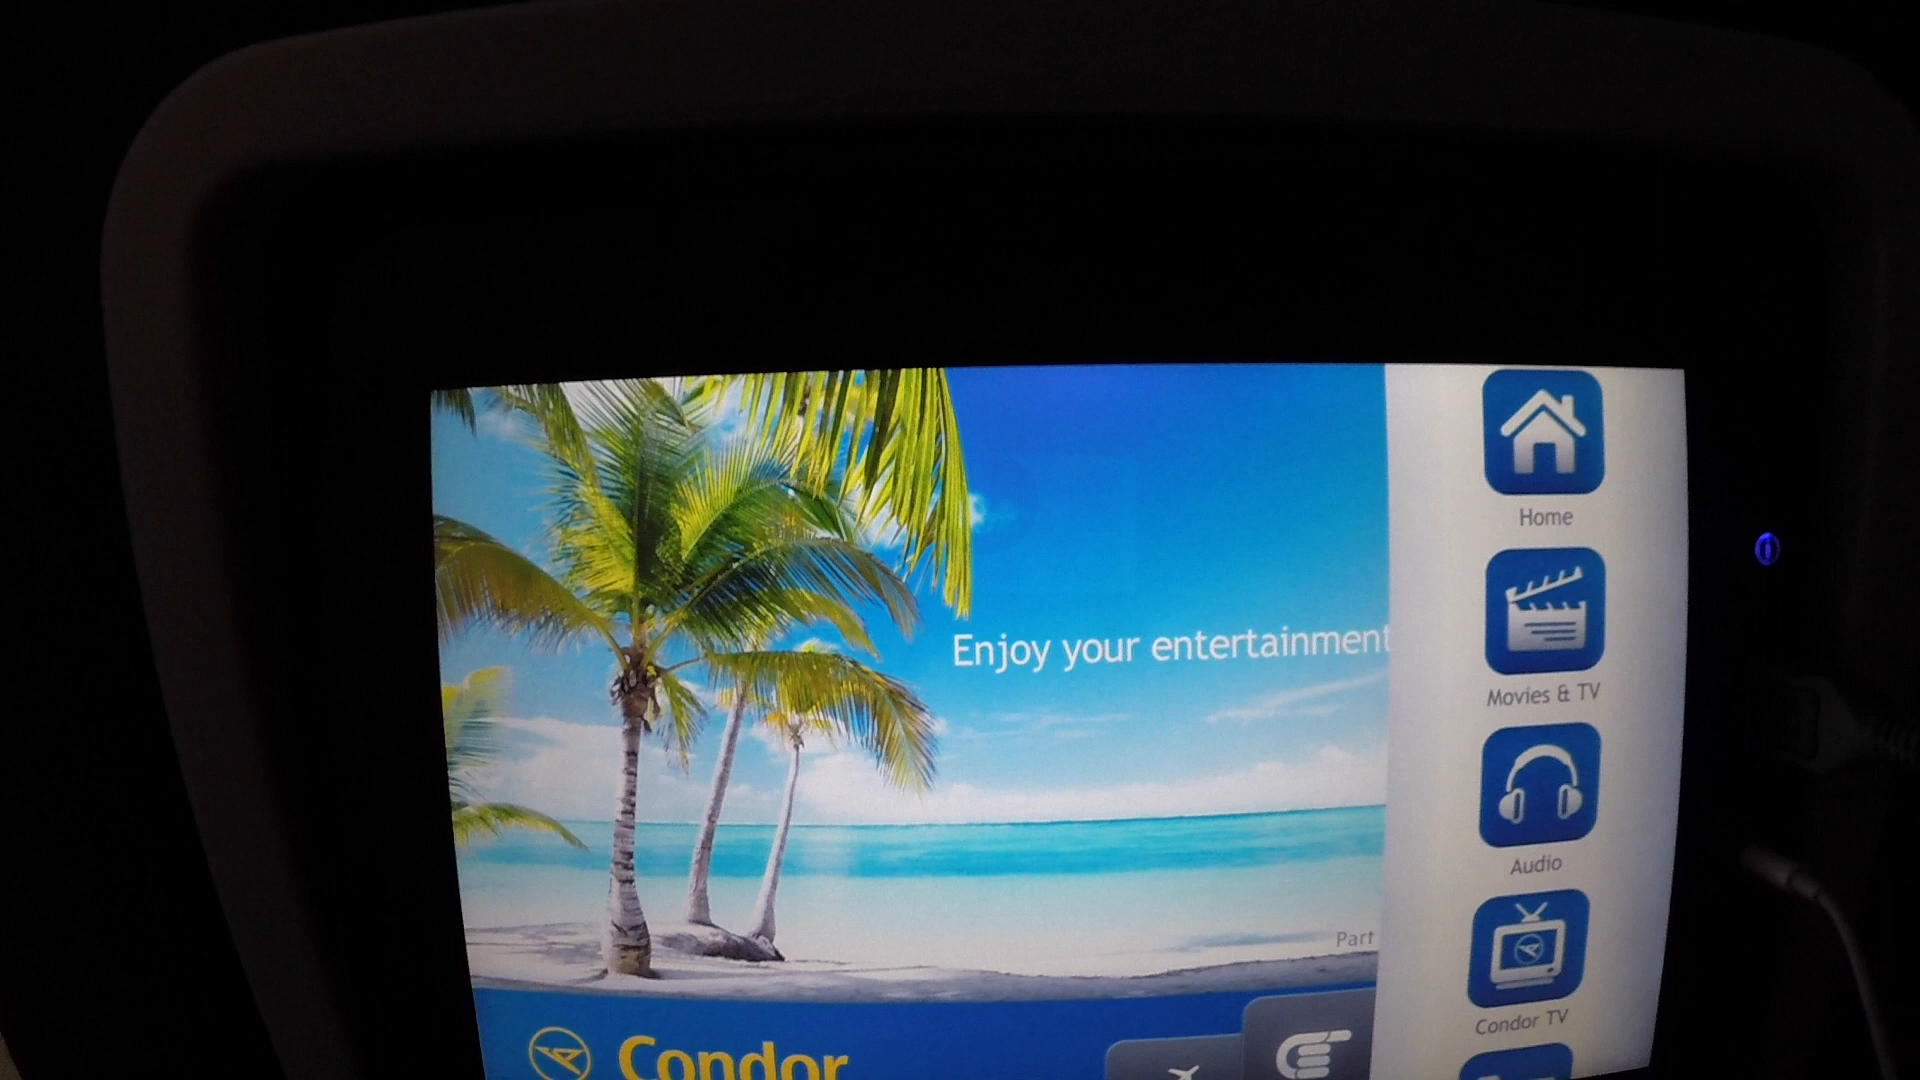 Enjoy your entertainment
Home
Movies & TV
Audio
Condor TV
Part
Condor